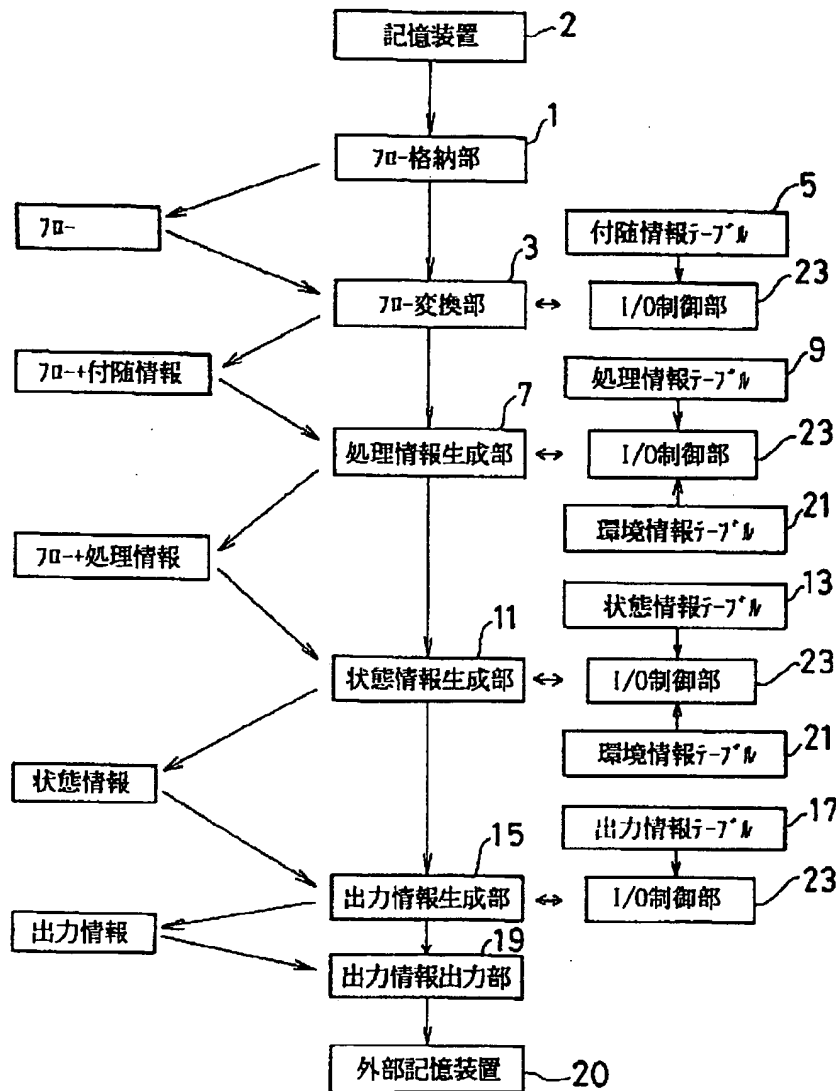 記憶装置
2
1
ﾌﾛｰ格納部
5
ﾌﾛｰ
付随情報ﾃｰﾌﾞﾙ
3
23
ﾌﾛｰ変換部
I/O制御部
ﾌﾛｰ+付随情報
9
処理情報ﾃｰﾌﾞﾙ
7
23
処理情報生成部
I/O制御部
21
ﾌﾛｰ+処理情報
環境情報ﾃｰﾌﾞﾙ
13
状態情報ﾃｰﾌﾞﾙ
11
23
状態情報生成部
I/O制御部
21
環境情報ﾃｰﾌﾞﾙ
状態情報
17
出力情報ﾃｰﾌﾞﾙ
15
23
出力情報生成部
I/O制御部
出力情報
19
出力情報出力部
外部記憶装置
20